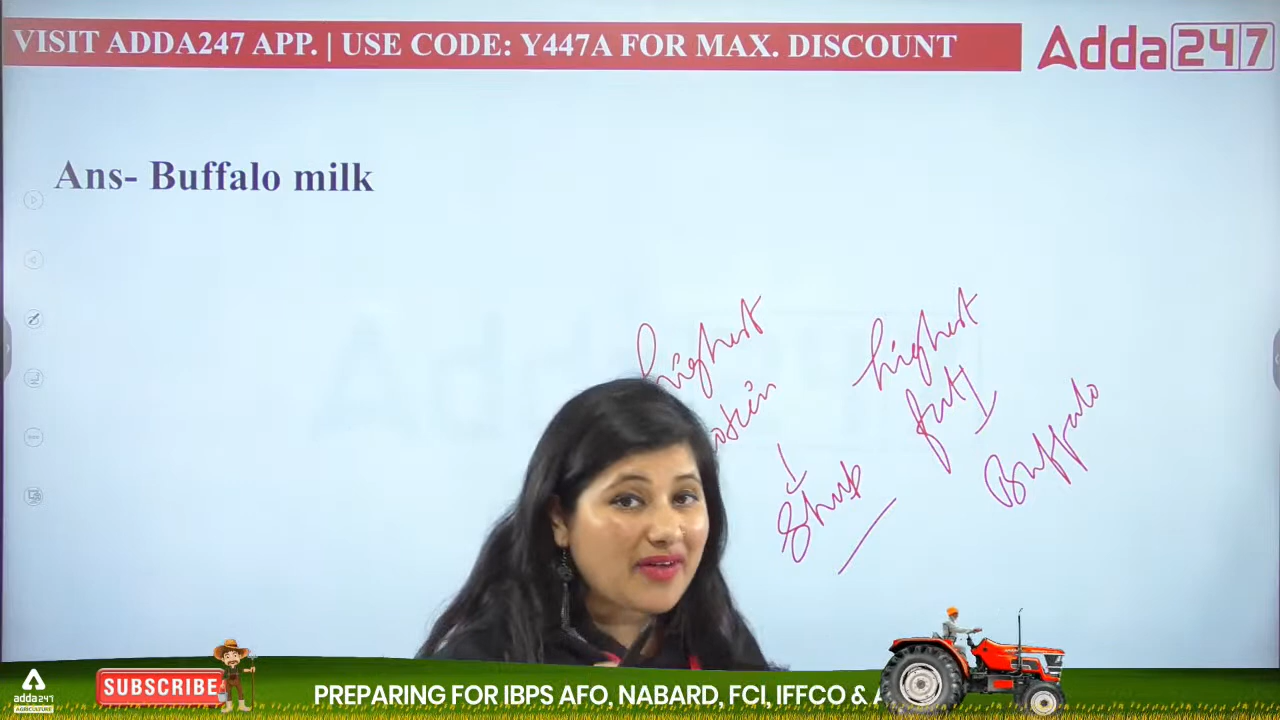 VISIT ADDA247 APP. | USE CODE: Y447A FOR MAX. DISCOUNT
Adda247
Ans- Buffalo milk
highest
highest
fat
Buffalo
adda247
AGRICULTURE
SUBSCRIBE
PREPARING FOR IBPS AFO, NABARD, FCI, IFFCO & A